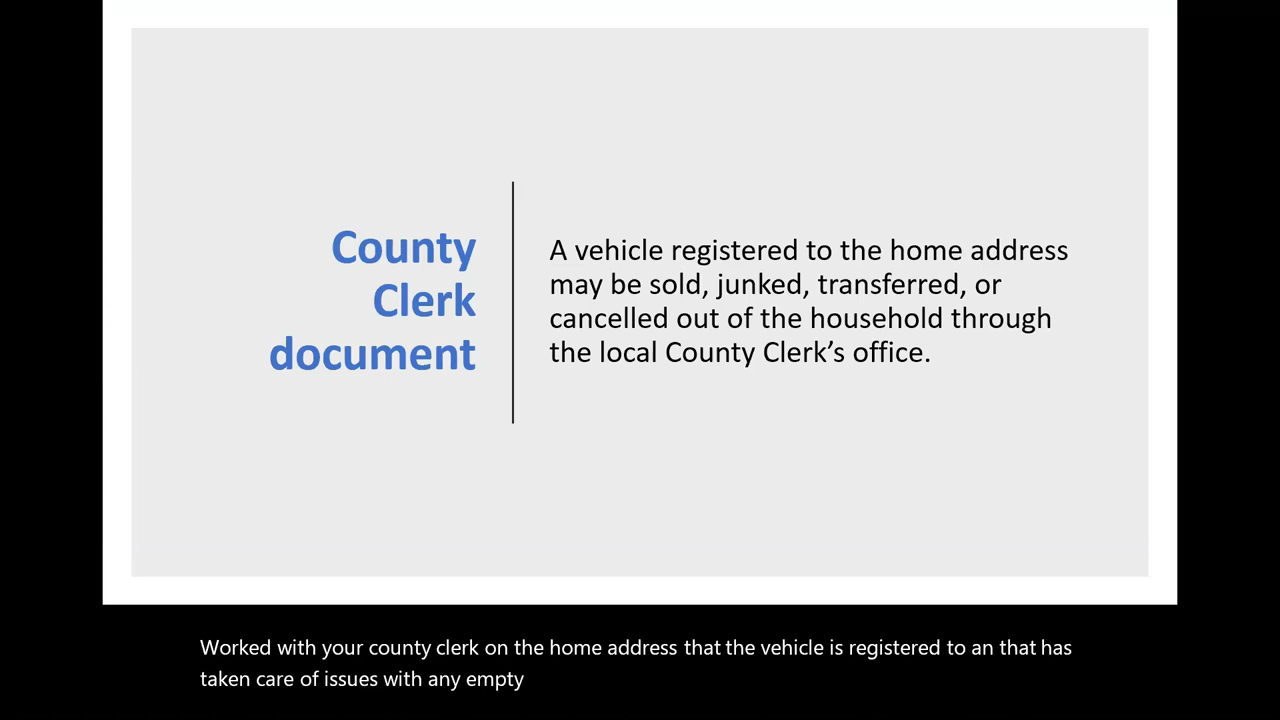 County
Clerk
document
A vehicle registered to the home address
may be sold, junked, transferred, or
cancelled out of the household through
the local County Clerk’s office.
Worked with your county clerk on the home address that the vehicle is registered to an that has
taken care of issues with any empty